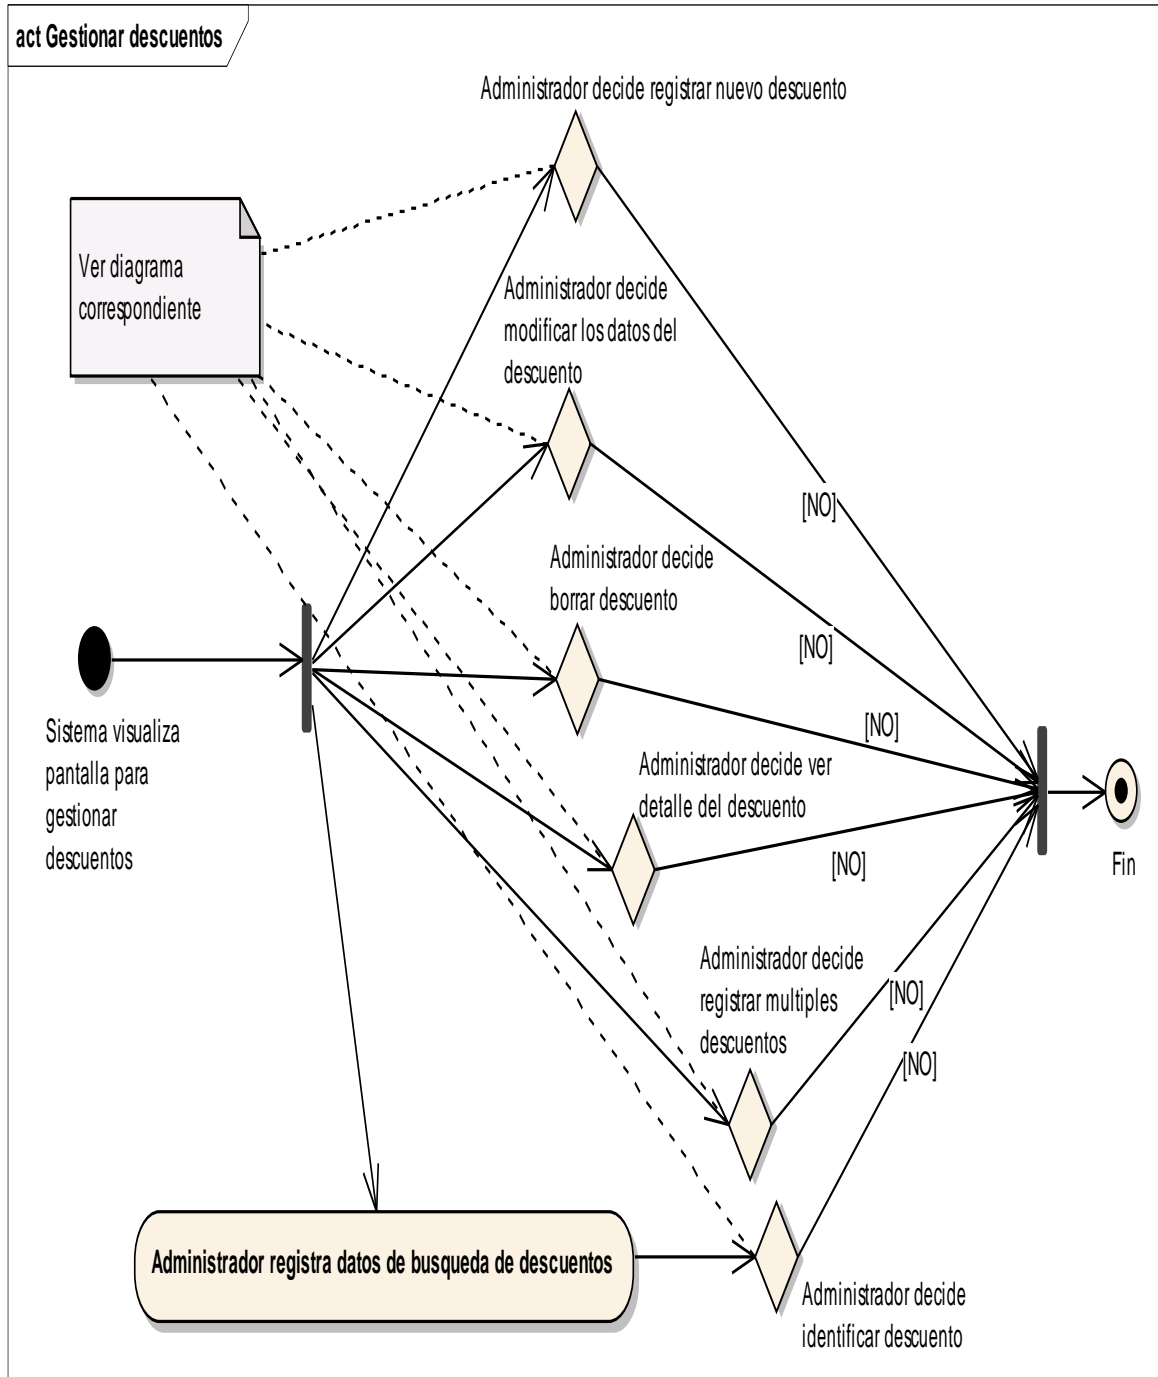 act Gestionar descuentos
Administrador decide registrar nuevo descuento
Ver diagrama
correspondiente
Administrador decide
modificar los datos del
descuento
[NO]
Administrador decide
borrar descuento
[NO]
Sistema visualiza
pantalla para
gestionar
descuentos
[NO]
Administrador decide ver
detalle del descuento
[NO]
Fin
Administrador decide
registrar multiples
descuentos
[NO]
[NO]
Administrador registra datos de busqueda de descuentos
Administrador decide
identificar descuento